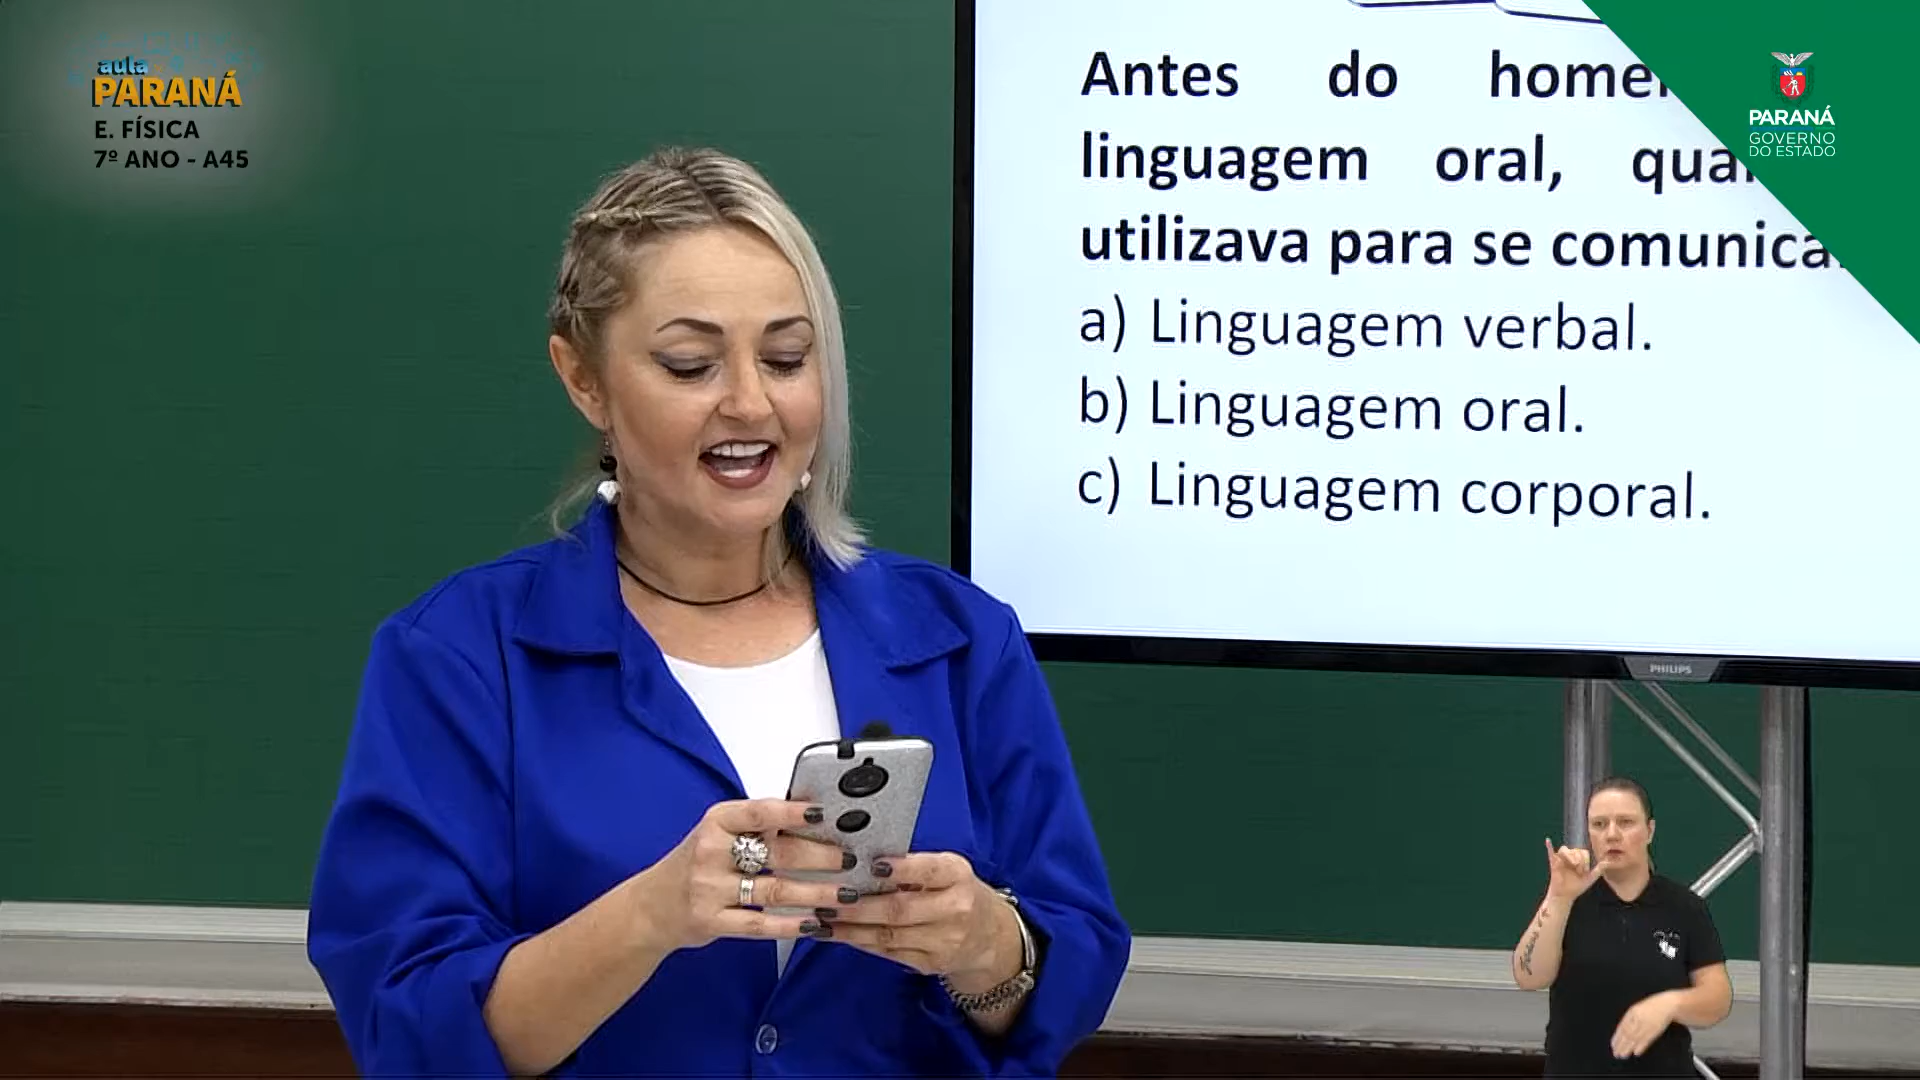 aula
PARANÁ
E. FÍSICA
7º ANO - A45
Antes do
linguagem oral,
utilizava para se
a) Linguagem verbal.
b) Linguagem oral.
c) Linguagem corporal.
PARANÁ
GOVERNO
DO ESTADO
PHILIPS